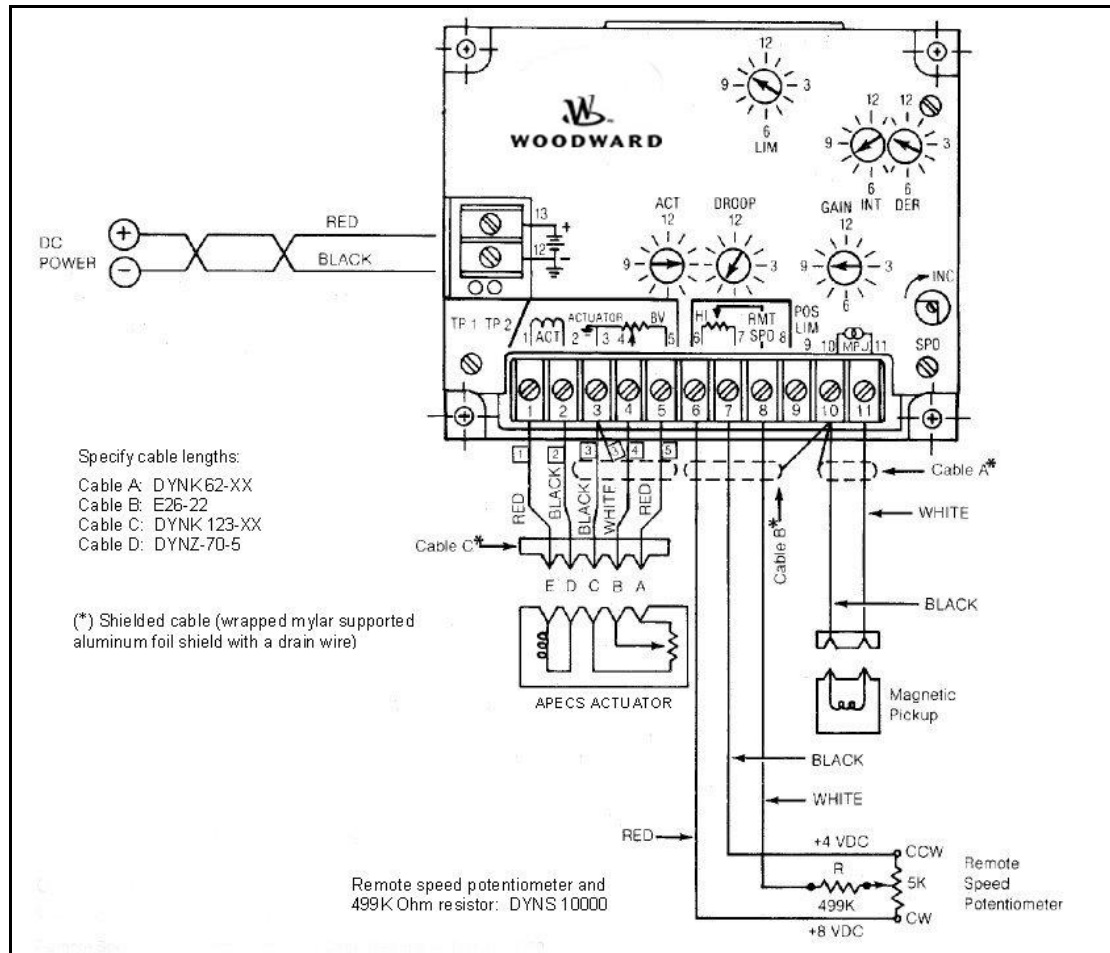 12
9
3
6
LIM
WOODWARD
12 12
9
3
6 6
INT DER
ACT
12
9
DROOP
12
3
GAIN
12
9
3
6
INC
SPD
13
+
12
-
DC
POWER
+
−
RED
BLACK
TP 1 TP 2
1 ACT 2
ACTUATOR
3 4 BV 5
HI
6 7
RMT
SPD 8
POS
LIM
9
10 MPU 11
1 2 3 4 5 6 7 8 9 10 11
1 2 3 3 4 5
RED
BLACK
BLACK
WHITE
RED
Cable A*
Cable B*
Cable C*
WHITE
BLACK
Specify cable lengths:
Cable A: DYNK 62-XX
Cable B: E26-22
Cable C: DYNK 123-XX
Cable D: DYNZ-70-5
(*) Shielded cable (wrapped mylar supported
aluminum foil shield with a drain wire)
E D C B A
APECS ACTUATOR
Magnetic
Pickup
BLACK
WHITE
RED
+4 VDC
CCW
R
499K
5K
CW
+8 VDC
Remote
Speed
Potentiometer
Remote speed potentiometer and
499K Ohm resistor: DYNS 10000